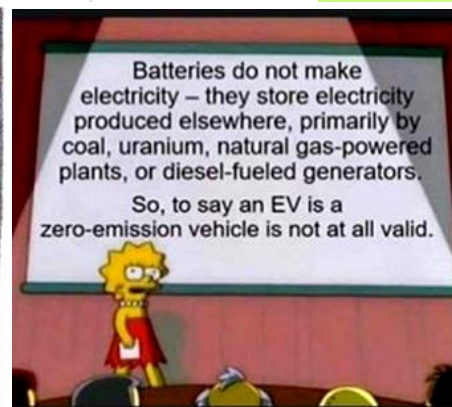 Batteries do not make
electricity – they store electricity
produced elsewhere, primarily by
coal, uranium, natural gas-powered
plants, or diesel-fueled generators.
So, to say an EV is a
zero-emission vehicle is not at all valid.